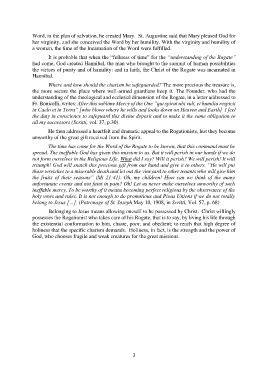 Word, in the plan of salvation, he created Mary. St. Augustine said that Mary pleased God for
her virginity, and she conceived the Word by her humility. With the virginity and humility of
a woman, the time of the Incarnation of the Word were fulfilled.
It is probable that when the "fullness of time" for the "understanding of the Rogate"
had come, God created Hannibal, the man who brought to the summit of human possibilities
the virtues of purity and of humility: and in faith, the Christ of the Rogate was incarnated in
Hannibal.
Where and how should the charism be safeguarded? The more precious the treasure is,
the more secure the place where well armed guardians keep it. The Founder, who had the
understanding of the theological and ecclesial dimension of the Rogate, in a letter addressed to
Fr. Bonicelli, writes: After this sublime Mercy of the One "qui spirat ubi vult, et humilia respicit
in Caelo et in Terra" [who blows where he wills and looks down on Heaven and Earth] I feel
the duty in conscience to safeguard this divine deposit and to make it the same obligation to
all my successors (Scritti, vol. 37, p.30).
He then addressed a heartfelt and dramatic appeal to the Rogationists, lest they become
unworthy of the great gift received from the Spirit.
The time has come for the Word of the Rogate to be known, that this command must be
spread. The ineffable God has given this mission to us. But it will perish in our hands if we do
not form ourselves in the Religious Life. What did I say? Will it perish? We will perish! It will
triumph! God will snatch this precious gift from our hand and give it to others. "He will put
those wretches to a miserable death and let out the vineyard to other tenants who will give him
the fruits of their seasons" (Mt 21:41). Oh, my children! How can we think of the many
unfortunate events and not faint in pain? Oh! Let us never make ourselves unworthy of such
ineffable mercy. To be worthy of it means becoming perfect religious by the observance of the
holy vows and rules. It is not enough to do promotions and Pious Unions if we do not totally
belong to Jesus […]. (Patronage of St. Joseph May 10, 1908, in Scritti, Vol. 57, p. 68)
Belonging to Jesus means allowing oneself to be possessed by Christ. Christ willingly
possesses the Rogationist who takes care of his Rogate, that is to say, by living his life through
the existential conformation to him, chaste, poor, and obedient; to reach that high degree of
holiness that the specific charism demands. Holiness, in fact, is the strength and the power of
God, who chooses fragile and weak creatures for the great missions.
3